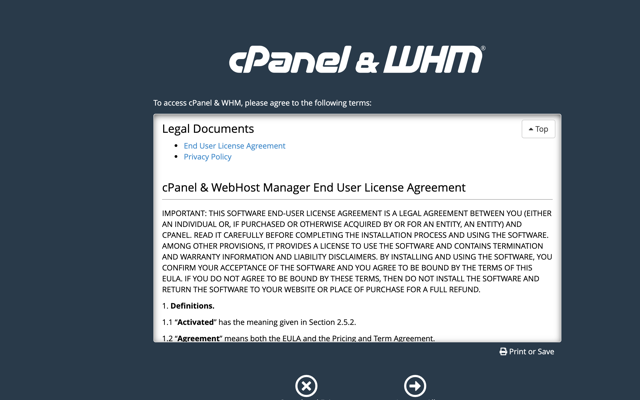 cPanel & WHM®
To access cPanel & WHM, please agree to the following terms:
Legal Documents
Top
End User License Agreement
Privacy Policy
cPanel & WebHost Manager End User License Agreement
IMPORTANT: THIS SOFTWARE END-USER LICENSE AGREEMENT IS A LEGAL AGREEMENT BETWEEN YOU (EITHER
AN INDIVIDUAL OR, IF PURCHASED OR OTHERWISE ACQUIRED BY OR FOR AN ENTITY, AN ENTITY) AND
CPANEL. READ IT CAREFULLY BEFORE COMPLETING THE INSTALLATION PROCESS AND USING THE SOFTWARE.
AMONG OTHER PROVISIONS, IT PROVIDES A LICENSE TO USE THE SOFTWARE AND CONTAINS TERMINATION
AND WARRANTY INFORMATION AND LIABILITY DISCLAIMERS. BY INSTALLING AND USING THE SOFTWARE, YOU
CONFIRM YOUR ACCEPTANCE OF THE SOFTWARE AND YOU AGREE TO BE BOUND BY THE TERMS OF THIS
EULA. IF YOU DO NOT AGREE TO BE BOUND BY THESE TERMS, THEN DO NOT INSTALL THE SOFTWARE AND
RETURN THE SOFTWARE TO YOUR WEBSITE OR PLACE OF PURCHASE FOR A FULL REFUND.
1. Definitions.
1.1 “Activated” has the meaning given in Section 2.5.2.
1.2 “Agreement” means both the EULA and the Pricing and Term Agreement.
Print or Save